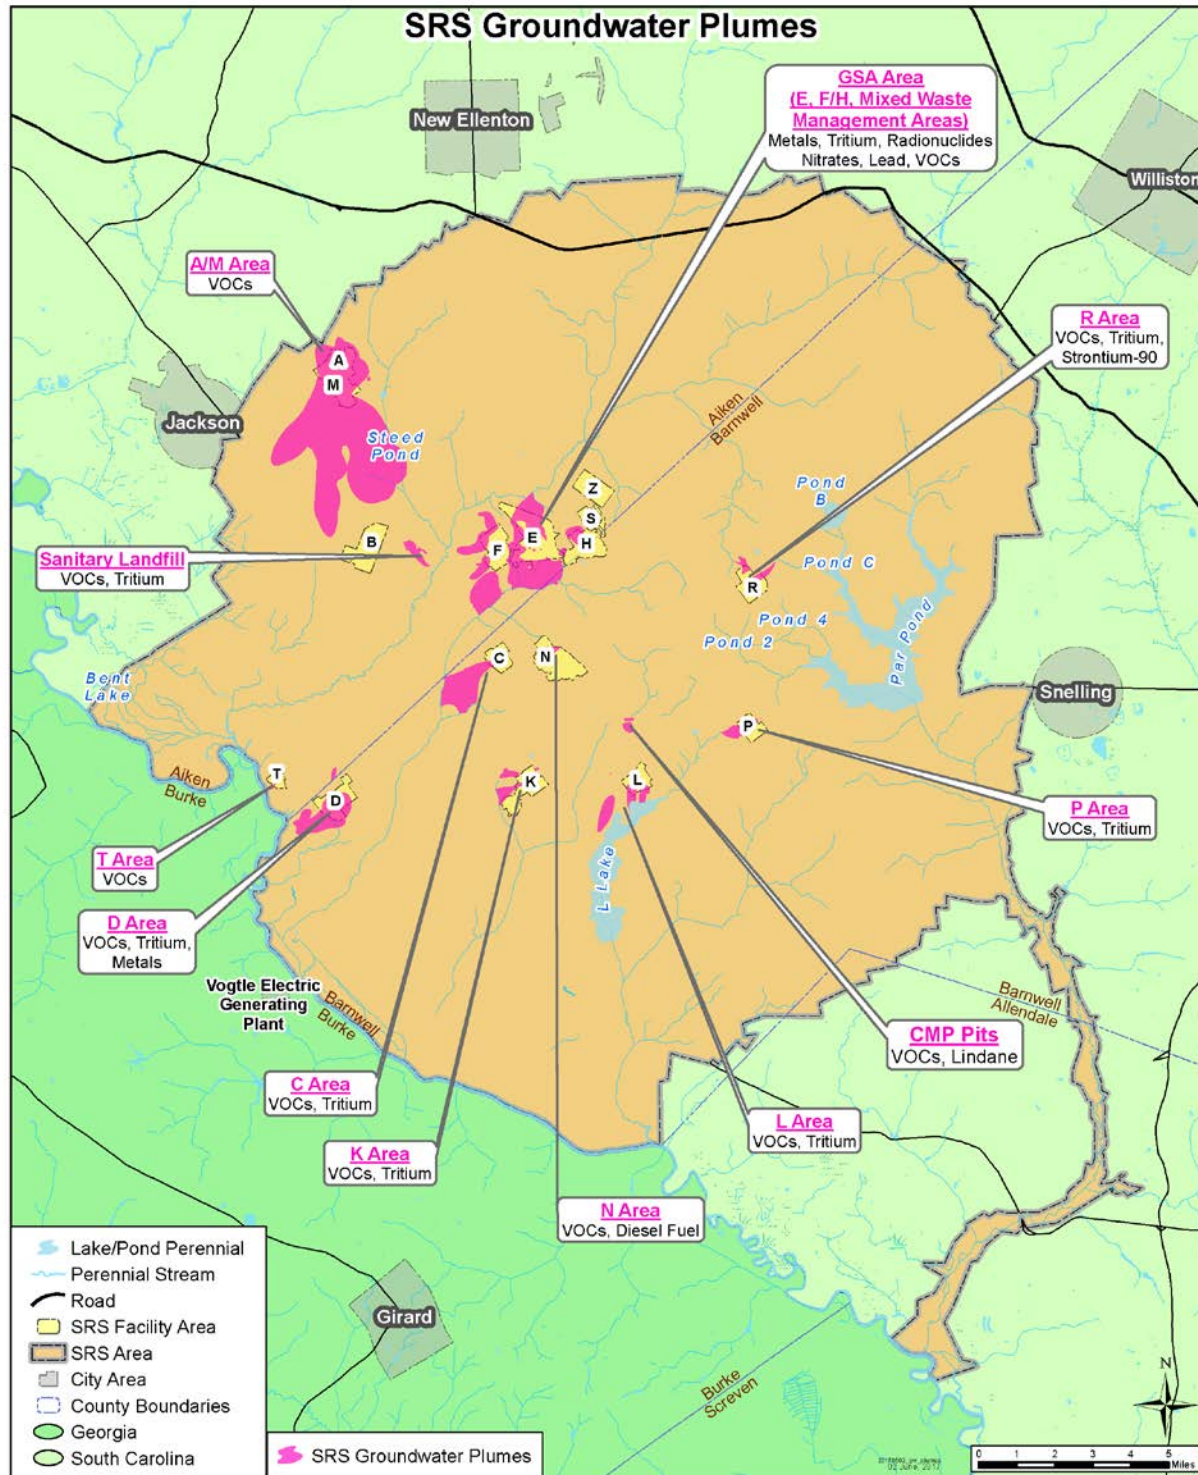 SRS Groundwater Plumes
New Ellenton
GSA Area
(E, F/H, Mixed Waste
Management Areas)
Metals, Tritium, Radionuclides
Nitrates, Lead, VOCs
Williston
A/M Area
VOCs
R Area
VOCs, Tritium,
Strontium-90
A
M
Jackson
Steed
Pond
Aiken
Barnwell
Pond
B
Z
S
E
F
H
B
Sanitary Landfill
VOCs, Tritium
Pond C
R
Pond 4
Pond 2
Par Pond
C
N
Bent
Lake
Snelling
P
T
Aiken
Burke
D
K
L
P Area
VOCs, Tritium
T Area
VOCs
L Lake
D Area
VOCs, Tritium,
Metals
Vogtle Electric
Generating
Plant
Barnwell
Burke
Barnwell
Allendale
CMP Pits
VOCs, Lindane
C Area
VOCs, Tritium
L Area
VOCs, Tritium
K Area
VOCs, Tritium
N Area
VOCs, Diesel Fuel
Girard
Burke
Screven
Lake/Pond Perennial
Perennial Stream
Road
SRS Facility Area
SRS Area
City Area
County Boundaries
Georgia
South Carolina
SRS Groundwater Plumes
N
0 1 2 3 4 5
Miles